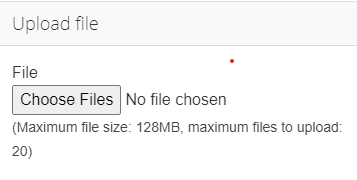 Upload file
File
Choose Files No file chosen
(Maximum file size: 128MB, maximum files to upload:
20)